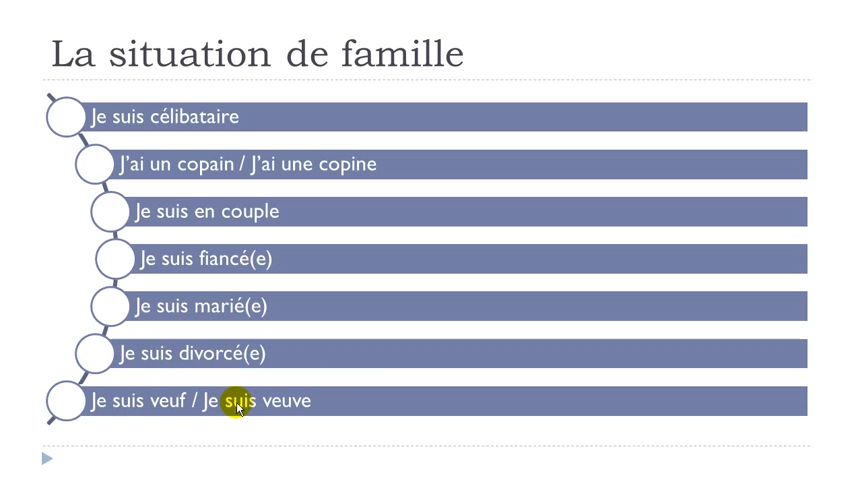 La situation de famille
Je suis célibataire
J’ai un copain / J’ai une copine
Je suis en couple
Je suis fiancé(e)
Je suis marié(e)
Je suis divorcé(e)
Je suis veuf / Je suis veuve